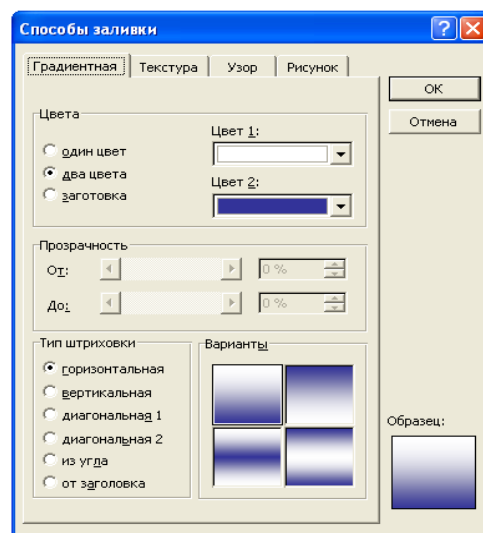 Способы заливки
Градиентная Текстура Узор Рисунок
ОК
Отмена
Цвета
один цвет
два цвета
заготовка
Цвет 1:
Цвет 2:
Прозрачность
От: 0 %
До: 0 %
Тип штриховки
горизонтальная
вертикальная
диагональная 1
диагональная 2
из угла
от заголовка
Варианты
Образец: